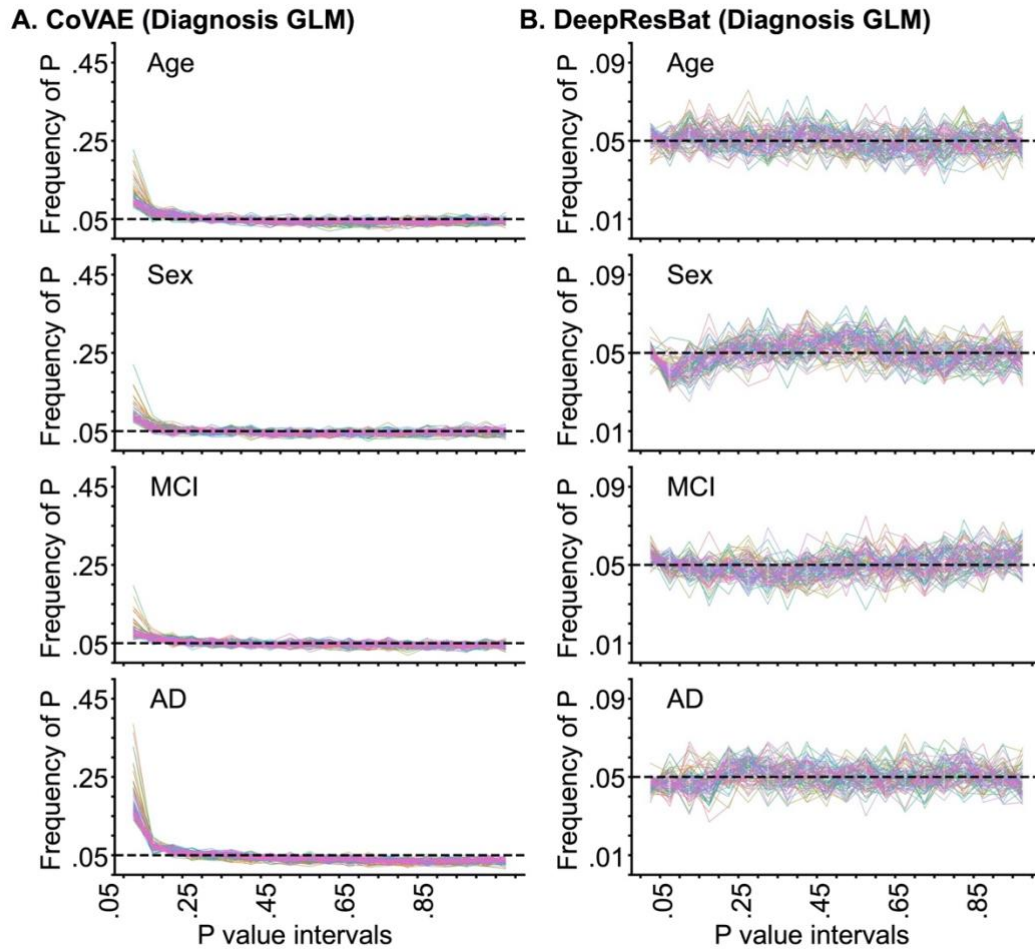 A. CoVAE (Diagnosis GLM)
B. DeepResBat (Diagnosis GLM)
Frequency of P
.45
.25
.05
Age
Frequency of P
.09
.05
.01
Age
Frequency of P
.45
.25
.05
Sex
Frequency of P
.09
.05
.01
Sex
Frequency of P
.45
.25
.05
MCI
Frequency of P
.09
.05
.01
MCI
Frequency of P
.45
.25
.05
AD
Frequency of P
.09
.05
.01
AD
.05 .25 .45 .65 .85
P value intervals
.05 .25 .45 .65 .85
P value intervals